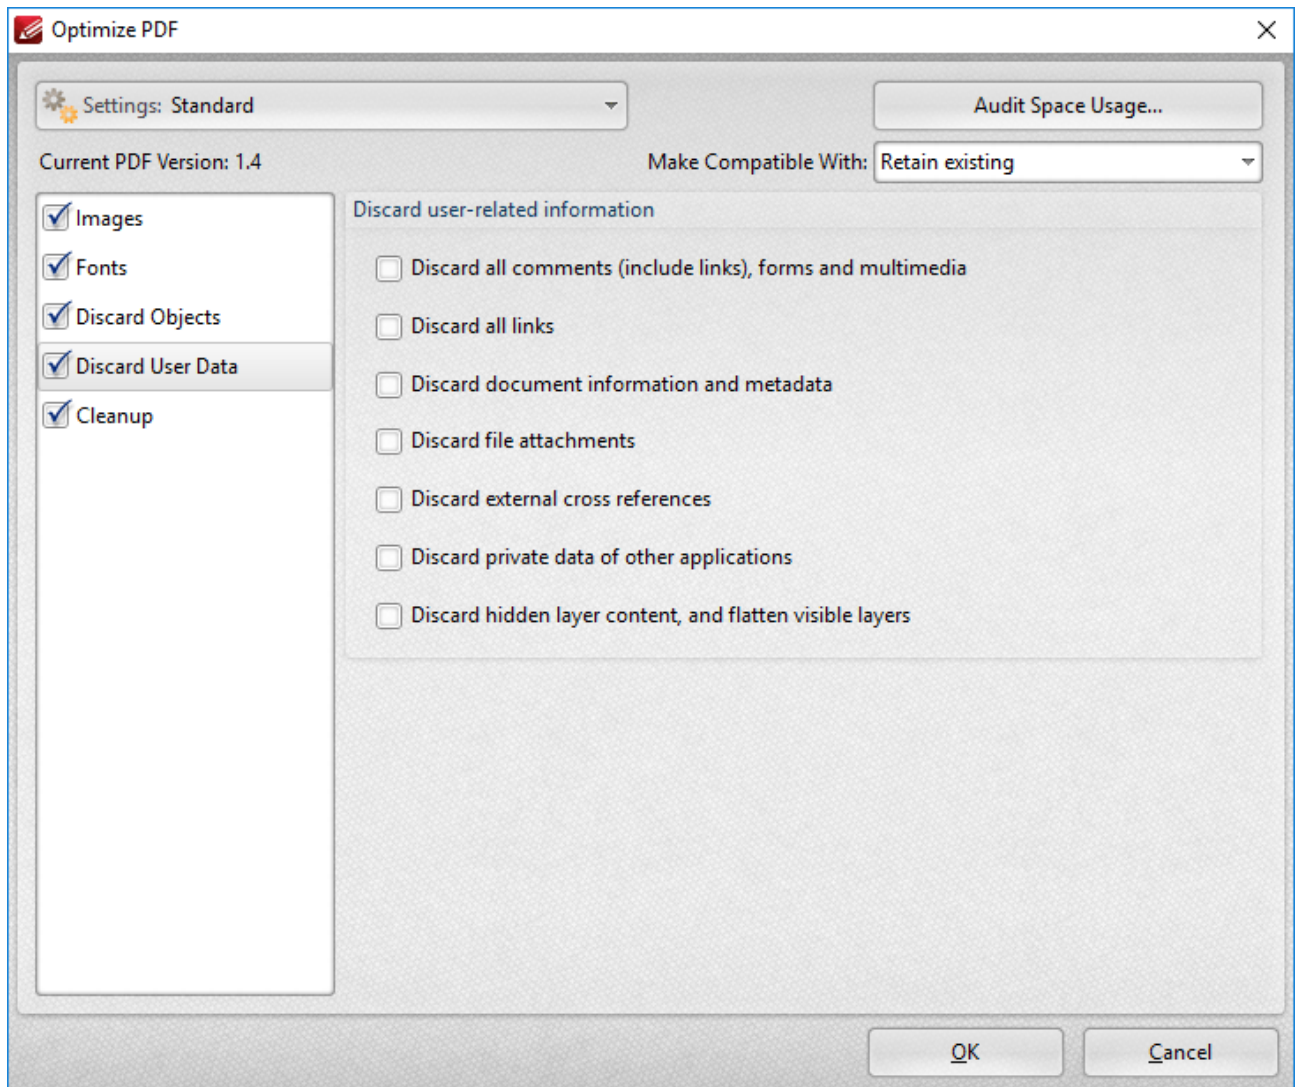 Optimize PDF
Settings: Standard
Audit Space Usage...
Current PDF Version: 1.4
Make Compatible With: Retain existing
Images
Fonts
Discard Objects
Discard User Data
Cleanup
Discard user-related information
Discard all comments (include links), forms and multimedia
Discard all links
Discard document information and metadata
Discard file attachments
Discard external cross references
Discard private data of other applications
Discard hidden layer content, and flatten visible layers
OK
Cancel